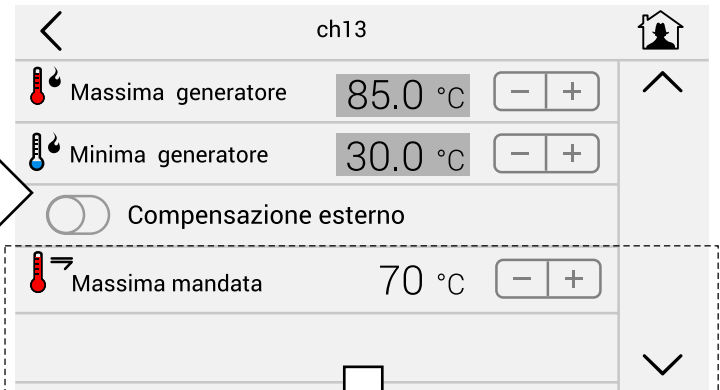 ch13
Massima generatore 85.0 °C − +
Minima generatore 30.0 °C − +
Compensazione esterno
Massima mandata 70 °C − +